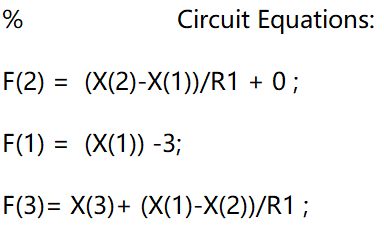 % Circuit Equations:
F(2) = (X(2)-X(1))/R1 + 0 ;
F(1) = (X(1)) -3;
F(3)= X(3)+ (X(1)-X(2))/R1 ;